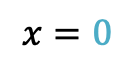 x = 0